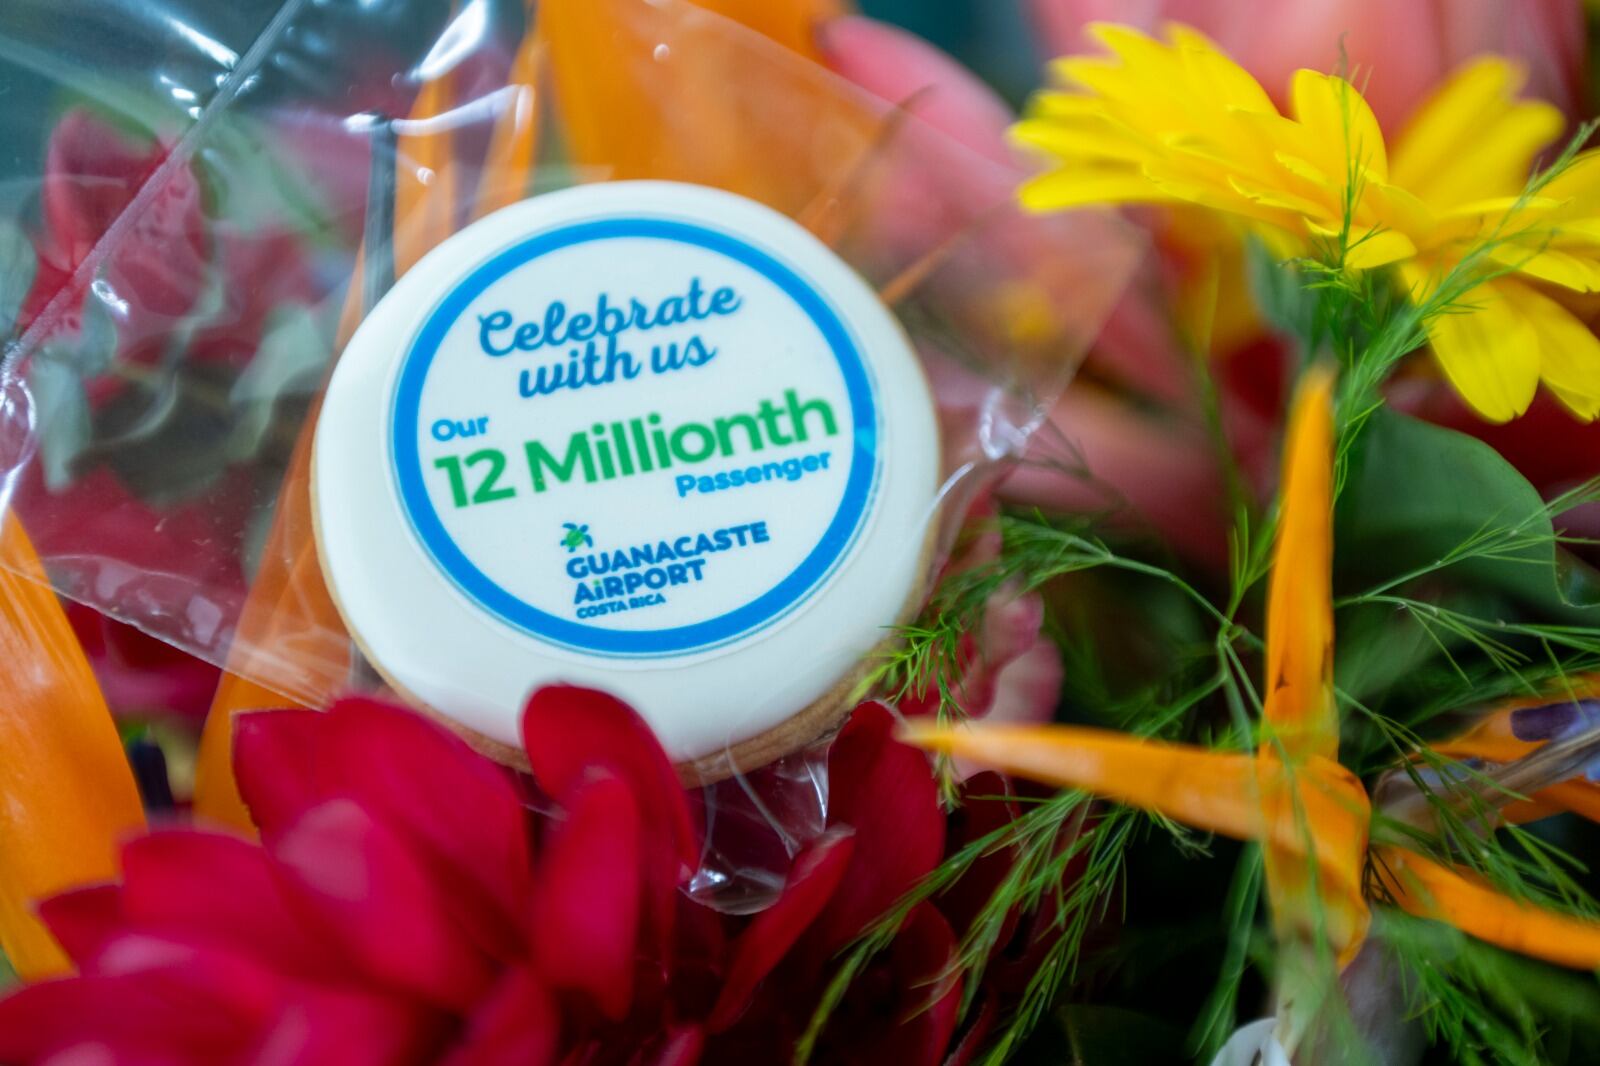 Celebrate
with us
Our
12 Millionth
Passenger
GUANACASTE
AiRPORT
COSTA RICA